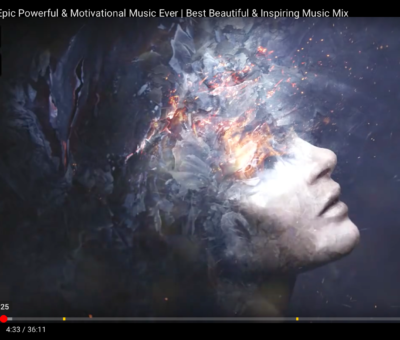 Epic Powerful & Motivational Music Ever | Best Beautiful & Inspiring Music Mix
25
4:33 / 36:11